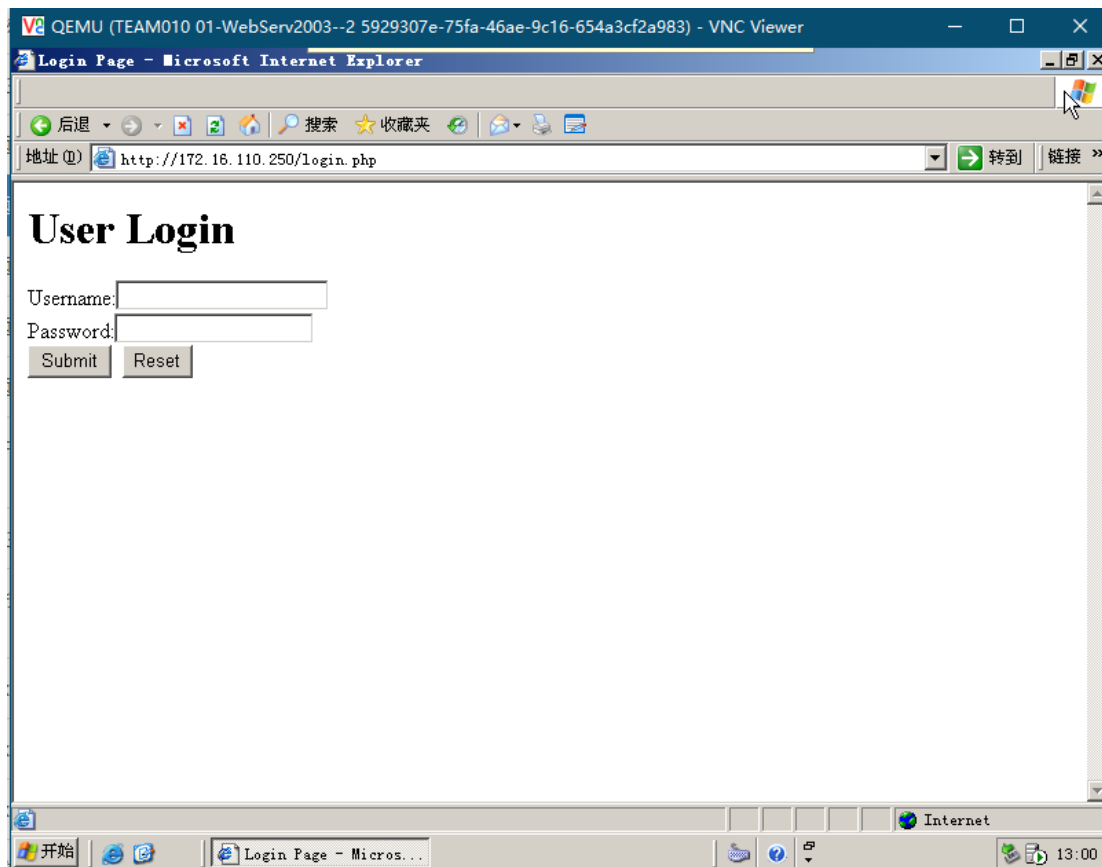 QEMU (TEAM010 01-WebServ2003--2 5929307e-75fa-46ae-9c16-654a3cf2a983) - VNC Viewer
Login Page - Microsoft Internet Explorer
后退 搜索 收藏夹
地址(D) http://172.16.110.250/login.php 转到 链接 »
User Login
Username:
Password:
Submit Reset
Internet
开始 Login Page - Micros... 13:00